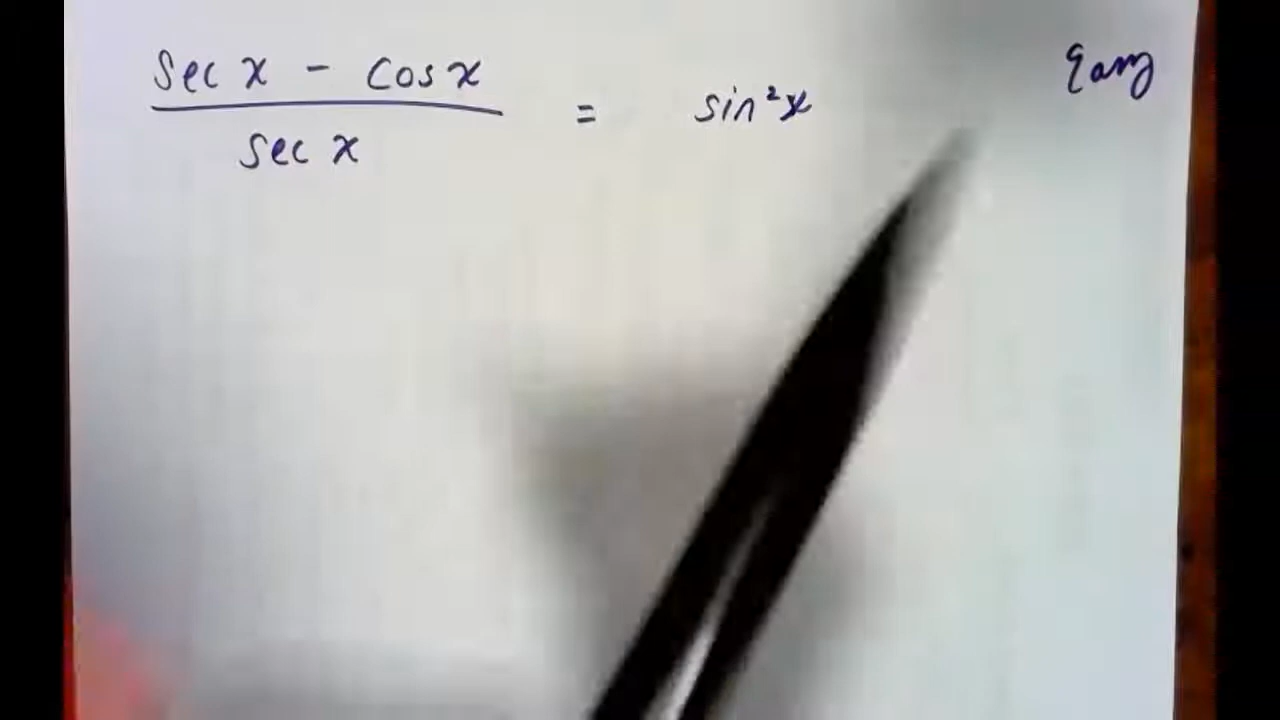 sec x - cos x / sec x = sin²x
Easy